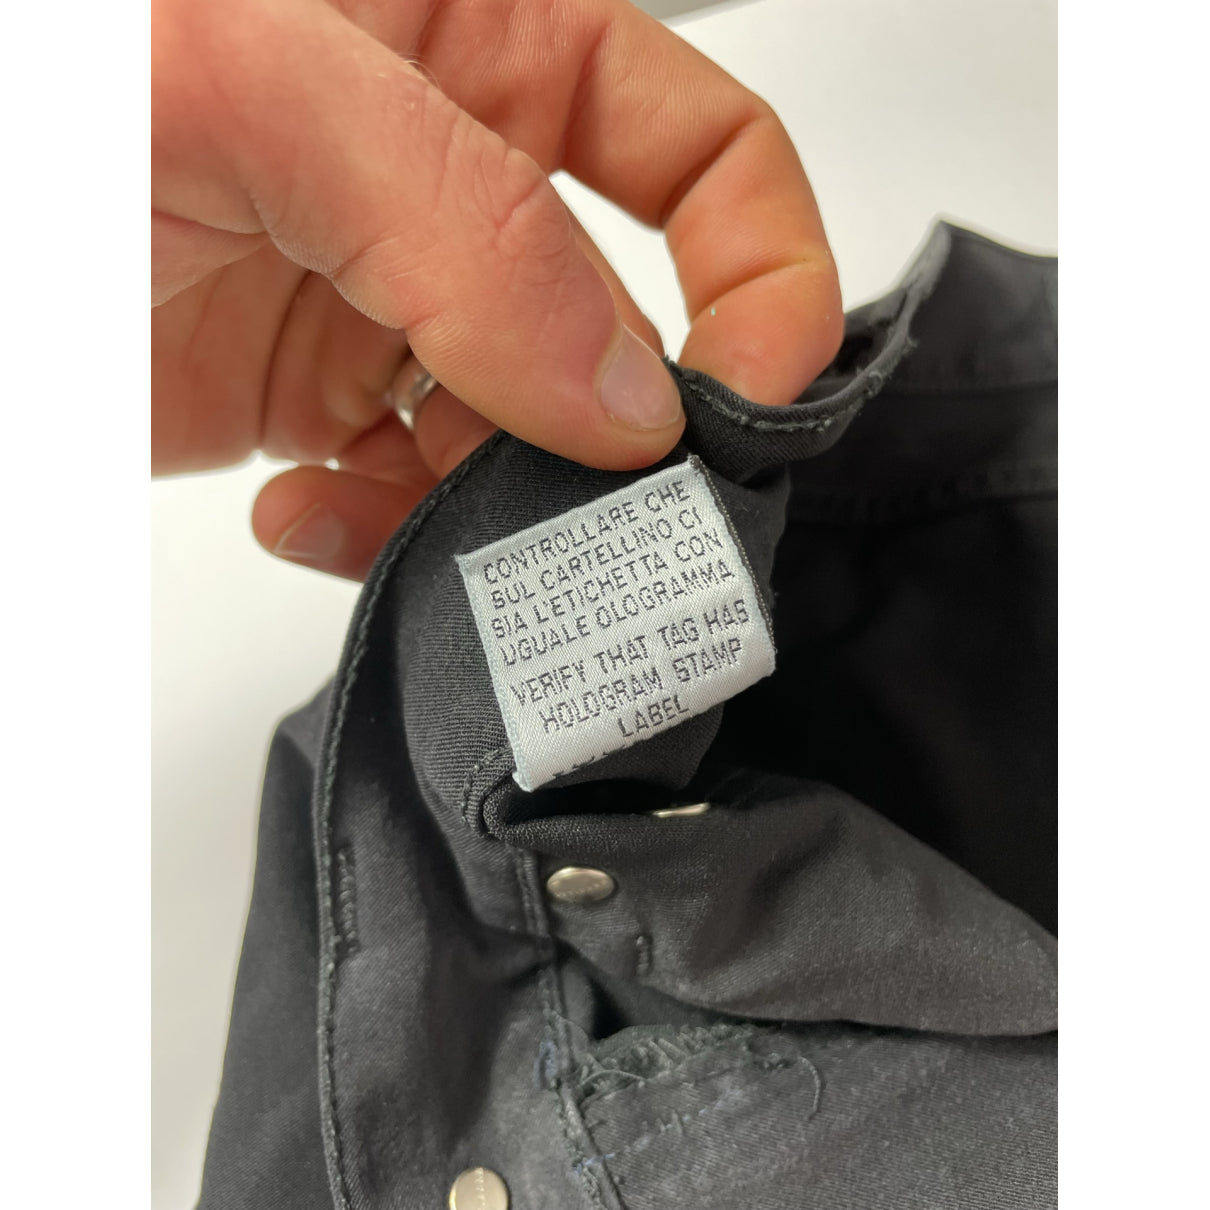 CONTROLLARE CHE
SUL CARTELLINO CI
SIA L'ETICHETTA CON
UGUALE OLOGRAMMA
VERIFY THAT TAG HAS
HOLOGRAM STAMP
LABEL